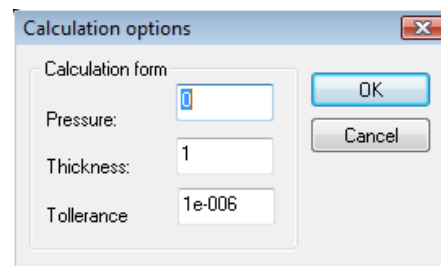 Calculation options
Calculation form
Pressure:
0
Thickness:
1
Tollerance
1e-006
OK
Cancel